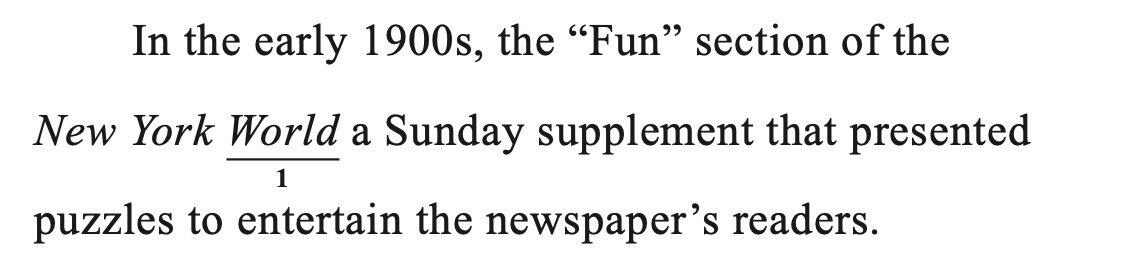 In the early 1900s, the “Fun” section of the
New York World a Sunday supplement that presented
1
puzzles to entertain the newspaper’s readers.